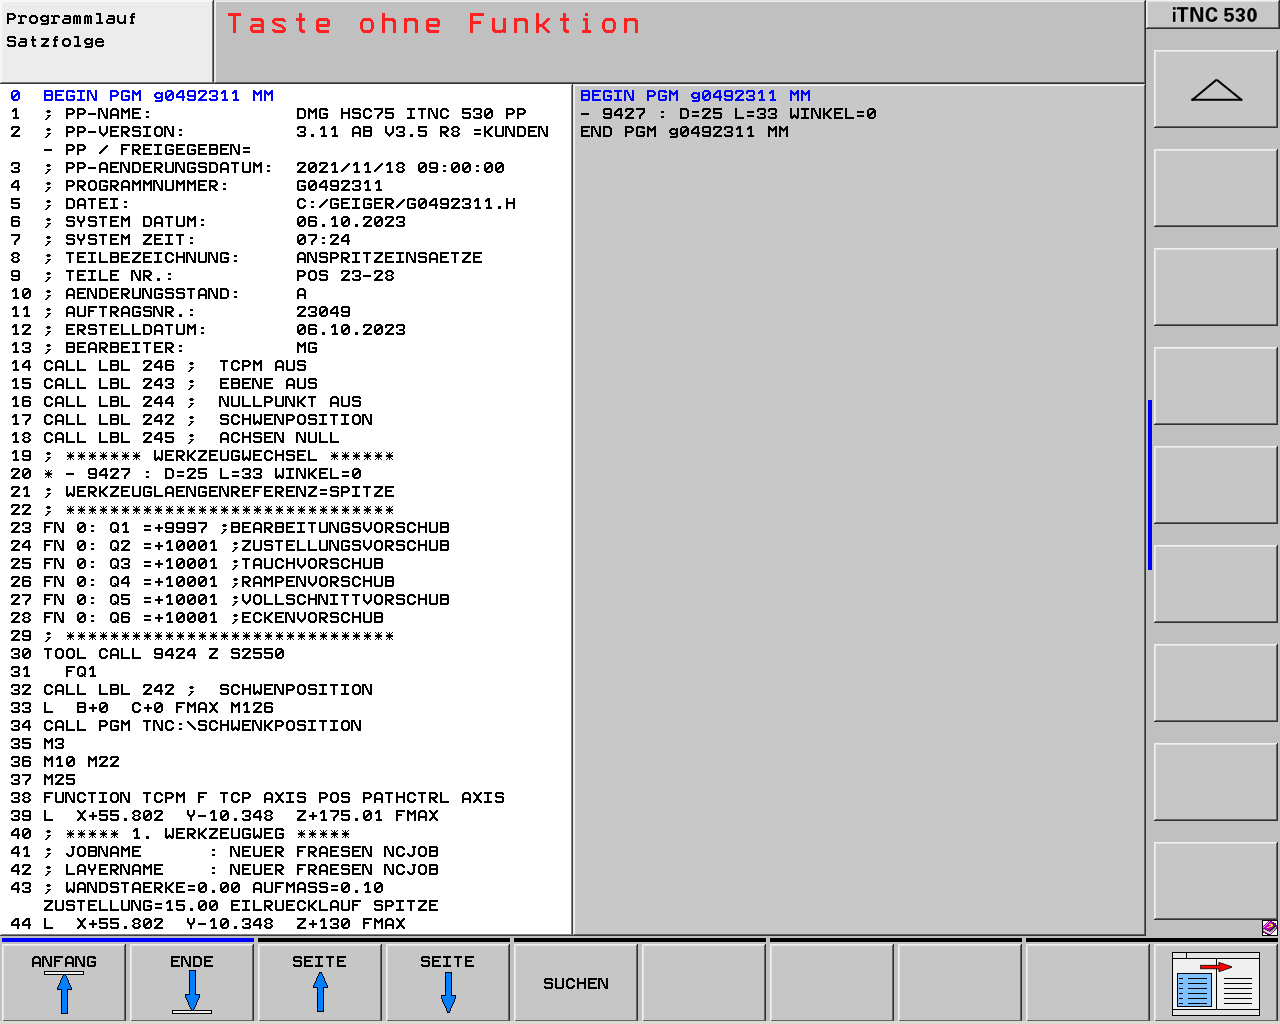 Programmlauf
Satzfolge
Taste ohne Funktion
iTNC 530
0 BEGIN PGM g0492311 MM
1 ; PP-NAME: DMG HSC75 ITNC 530 PP
2 ; PP-VERSION: 3.11 AB V3.5 R8 =KUNDEN
- PP / FREIGEGEBEN=
3 ; PP-AENDERUNGSDATUM: 2021/11/18 09:00:00
4 ; PROGRAMMNUMMER: G0492311
5 ; DATEI: C:/GEIGER/G0492311.H
6 ; SYSTEM DATUM: 06.10.2023
7 ; SYSTEM ZEIT: 07:24
8 ; TEILBEZEICHNUNG: ANSPRITZEINSAETZE
9 ; TEILE NR.: POS 23-28
10 ; AENDERUNGSSTAND: A
11 ; AUFTRAGSNR.: 23049
12 ; ERSTELLDATUM: 06.10.2023
13 ; BEARBEITER: MG
14 CALL LBL 246 ; TCPM AUS
15 CALL LBL 243 ; EBENE AUS
16 CALL LBL 244 ; NULLPUNKT AUS
17 CALL LBL 242 ; SCHWENPOSITION
18 CALL LBL 245 ; ACHSEN NULL
19 ; ******* WERKZEUGWECHSEL ******
20 * - 9427 : D=25 L=33 WINKEL=0
21 ; WERKZEUGLAENGENREFERENZ=SPITZE
22 ; ******************************
23 FN 0: Q1 =+9997 ;BEARBEITUNGSVORSCHUB
24 FN 0: Q2 =+10001 ;ZUSTELLUNGSVORSCHUB
25 FN 0: Q3 =+10001 ;TAUCHVORSCHUB
26 FN 0: Q4 =+10001 ;RAMPENVORSCHUB
27 FN 0: Q5 =+10001 ;VOLLSCHNITTVORSCHUB
28 FN 0: Q6 =+10001 ;ECKENVORSCHUB
29 ; ******************************
30 TOOL CALL 9424 Z S2550
31 FQ1
32 CALL LBL 242 ; SCHWENPOSITION
33 L B+0 C+0 FMAX M126
34 CALL PGM TNC:\SCHWENKPOSITION
35 M3
36 M10 M22
37 M25
38 FUNCTION TCPM F TCP AXIS POS PATHCTRL AXIS
39 L X+55.802 Y-10.348 Z+175.01 FMAX
40 ; ***** 1. WERKZEUGWEG *****
41 ; JOBNAME : NEUER FRAESEN NCJOB
42 ; LAYERNAME : NEUER FRAESEN NCJOB
43 ; WANDSTAERKE=0.00 AUFMASS=0.10
ZUSTELLUNG=15.00 EILRUECKLAUF SPITZE
44 L X+55.802 Y-10.348 Z+130 FMAX
BEGIN PGM g0492311 MM
- 9427 : D=25 L=33 WINKEL=0
END PGM g0492311 MM
ANFANG
ENDE
SEITE
SEITE
SUCHEN